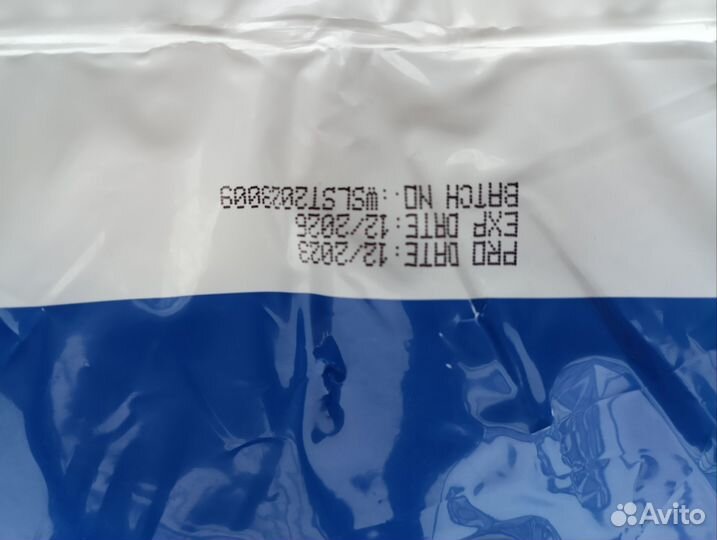 PRO DATE:12/2023
EXP DATE:12/2026
BATCH NO.:WSLST2023009
Avito